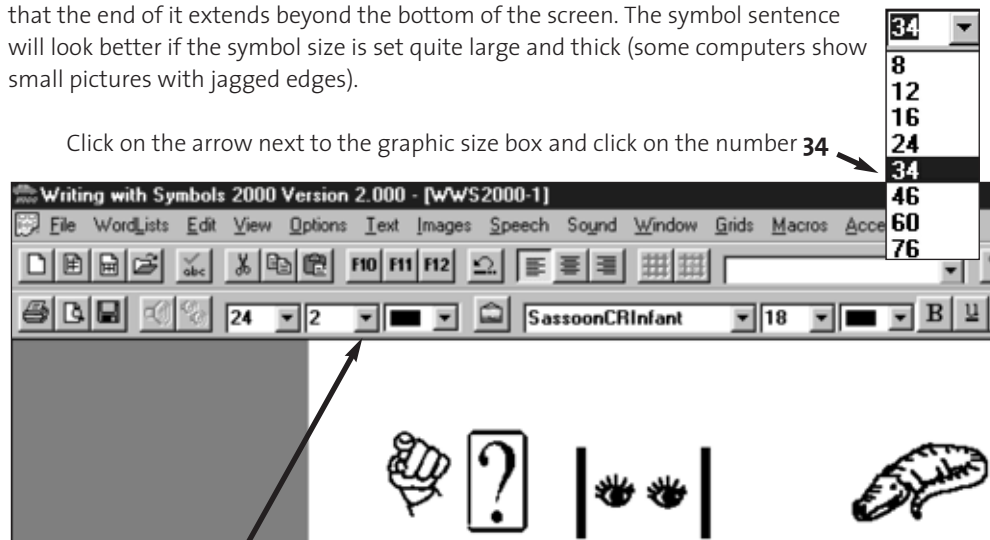 that the end of it extends beyond the bottom of the screen. The symbol sentence
will look better if the symbol size is set quite large and thick (some computers show
small pictures with jagged edges).
34
8
12
16
24
34
46
60
76
Click on the arrow next to the graphic size box and click on the number 34
Writing with Symbols 2000 Version 2.000 - [WWS2000-1]
File WordLists Edit View Options Text Images Speech Sound Window Grids Macros Acce
abc F10 F11 F12
24 2 SassoonCRInfant 18 B U
?